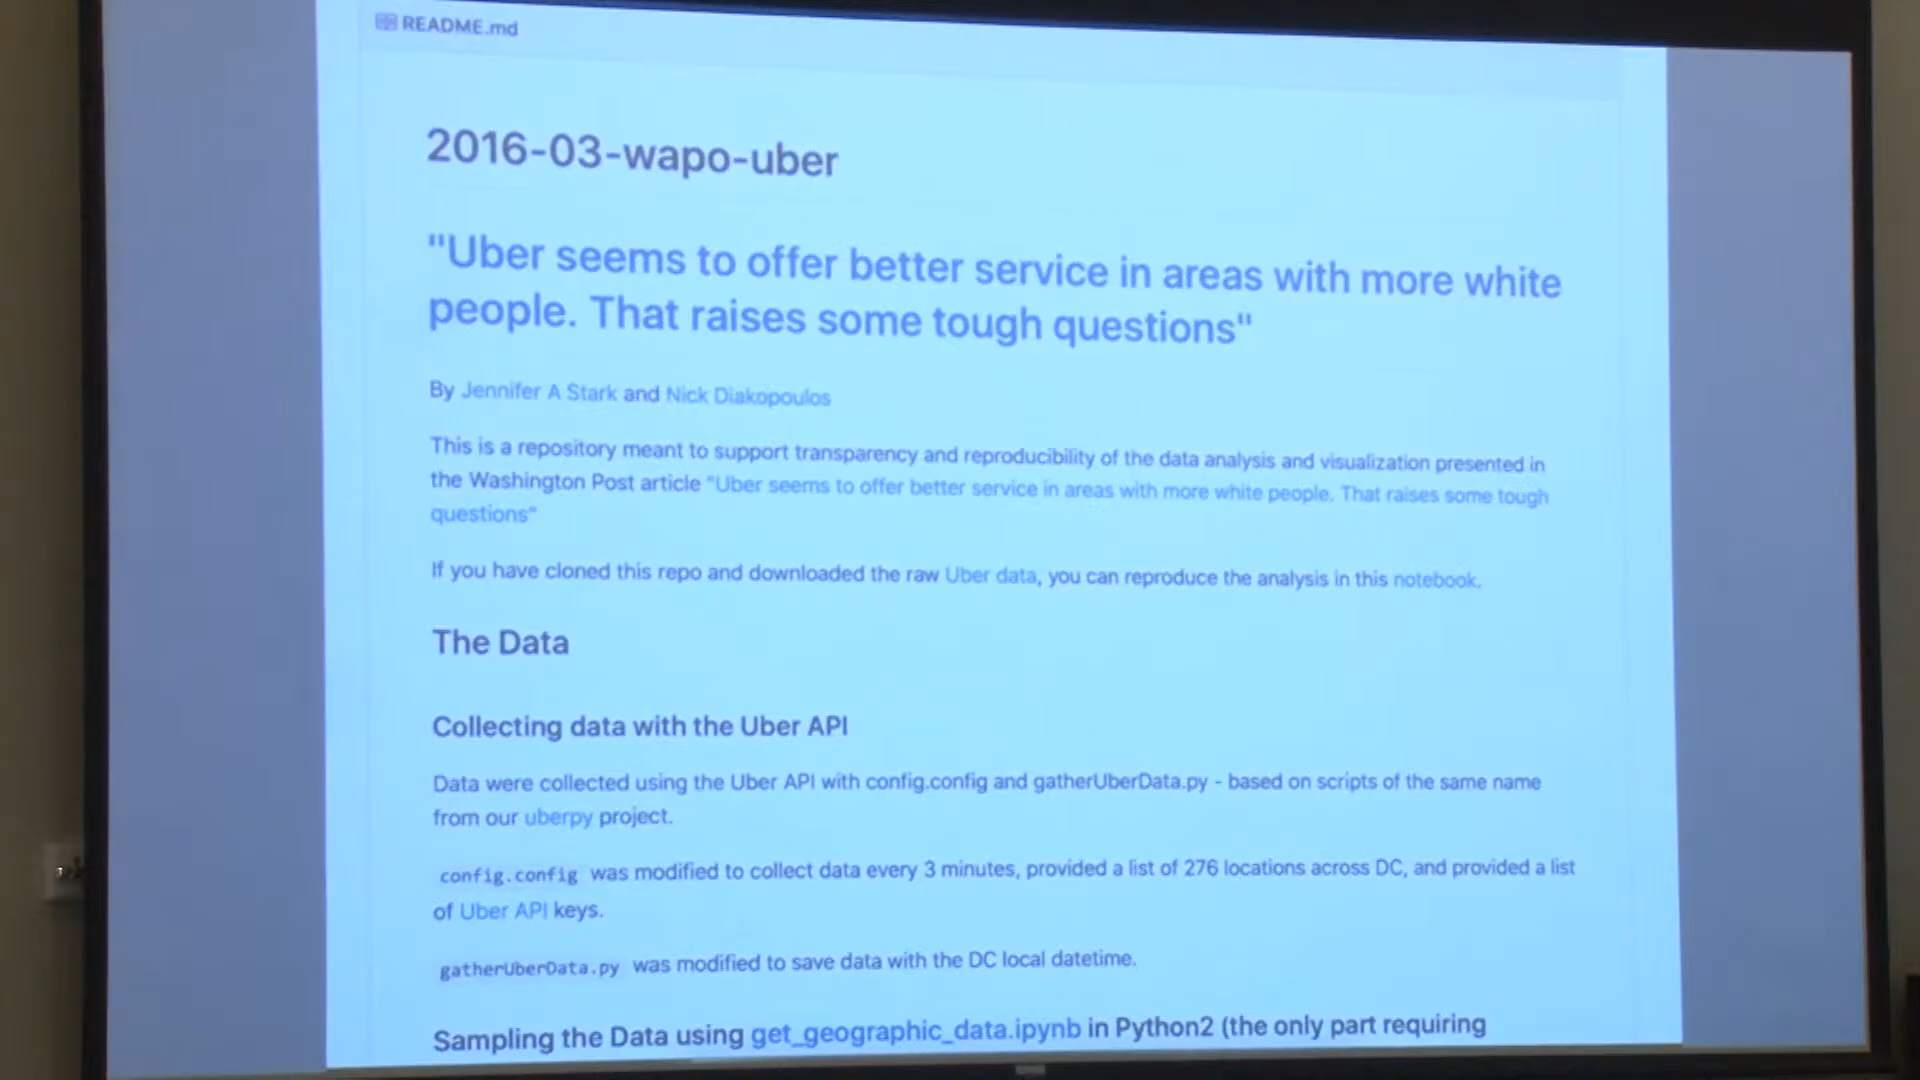 README.md
2016-03-wapo-uber
"Uber seems to offer better service in areas with more white
people. That raises some tough questions"
By Jennifer A Stark and Nick Diakopoulos
This is a repository meant to support transparency and reproducibility of the data analysis and visualization presented in
the Washington Post article "Uber seems to offer better service in areas with more white people. That raises some tough
questions"
If you have cloned this repo and downloaded the raw Uber data, you can reproduce the analysis in this notebook.
The Data
Collecting data with the Uber API
Data were collected using the Uber API with config.config and gatherUberData.py - based on scripts of the same name
from our uberpy project.
config.config was modified to collect data every 3 minutes, provided a list of 276 locations across DC, and provided a list
of Uber API keys.
gatherUberData.py was modified to save data with the DC local datetime.
Sampling the Data using get_geographic_data.ipynb in Python2 (the only part requiring